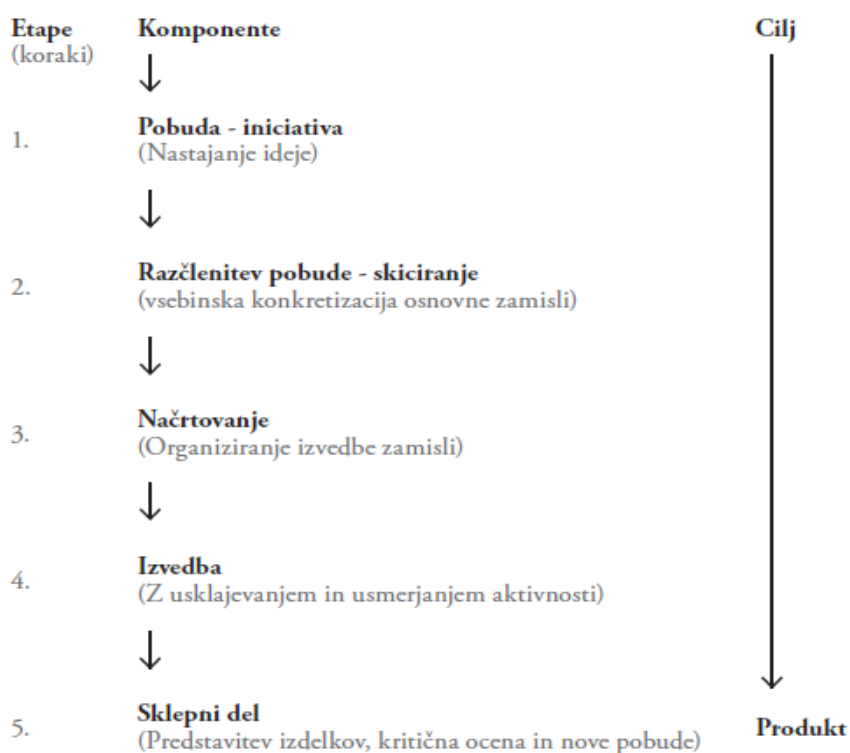 Etape Komponente Cilj
(koraki)
1. Pobuda - iniciativa
(Nastajanje ideje)
2. Razčlenitev pobude - skiciranje
(vsebinska konkretizacija osnovne zamisli)
3. Načrtovanje
(Organiziranje izvedbe zamisli)
4. Izvedba
(Z usklajevanjem in usmerjanjem aktivnosti)
5. Sklepni del
(Predstavitev izdelkov, kritična ocena in nove pobude) Produkt